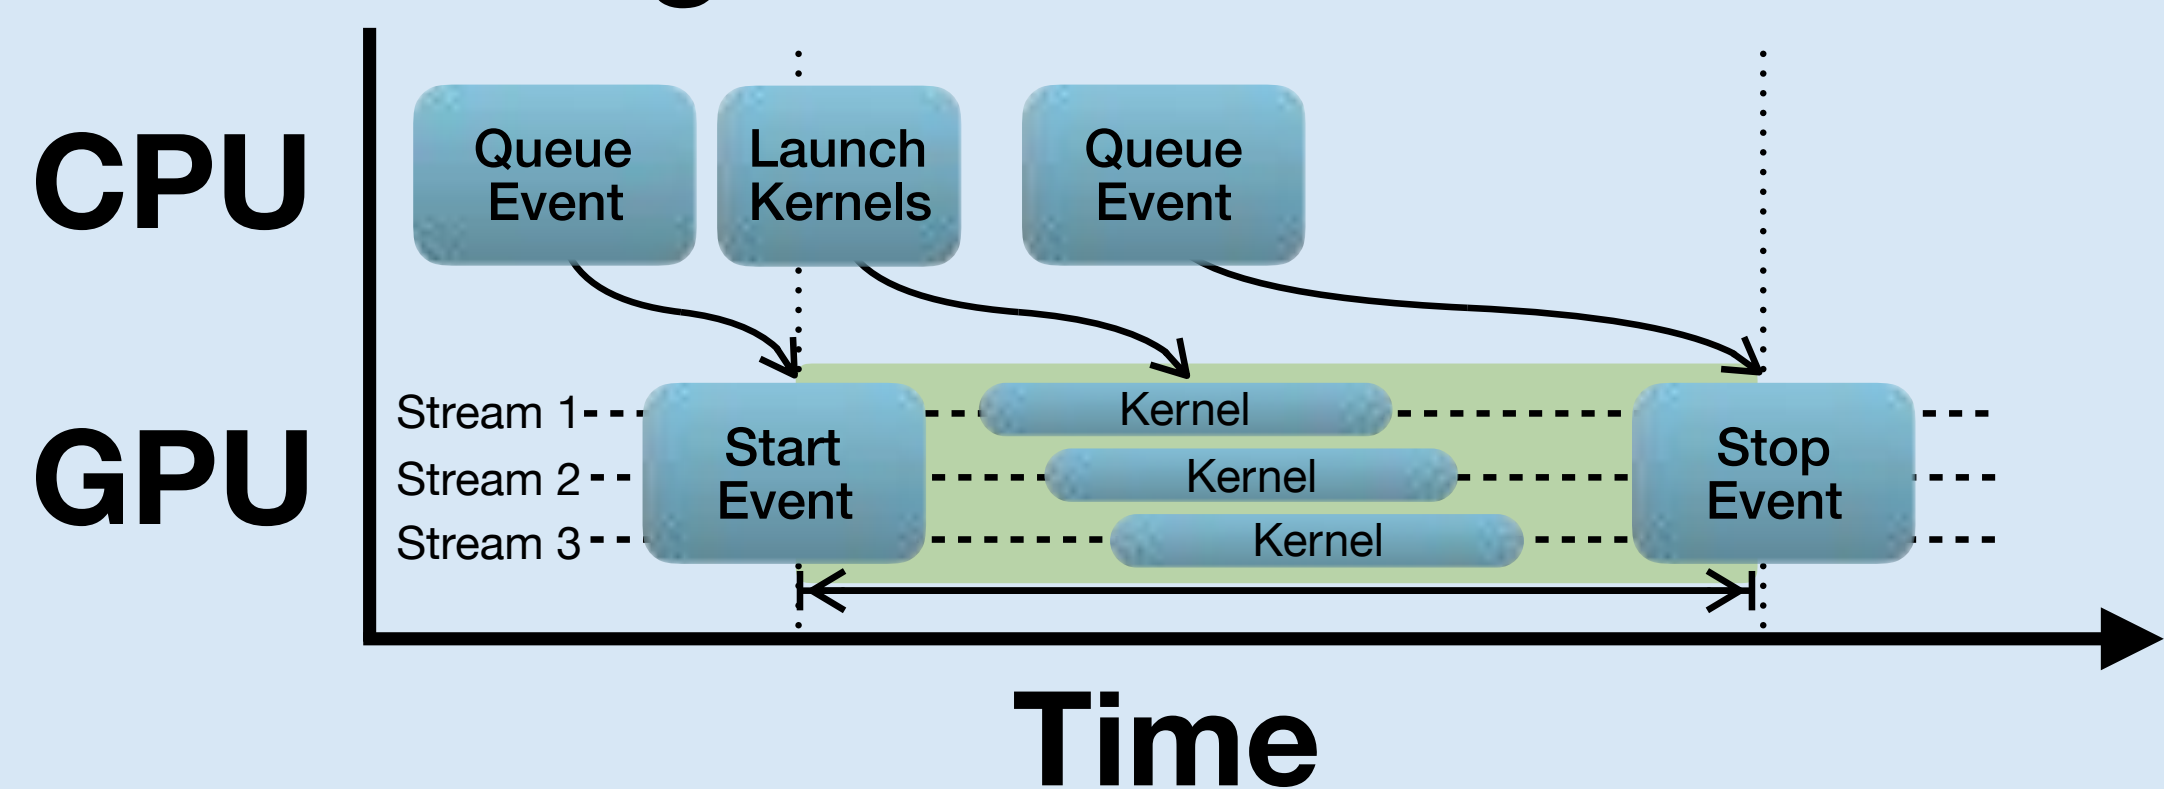 CPU
Queue
Event
Launch
Kernels
Queue
Event
GPU
Stream 1
Stream 2
Stream 3
Start
Event
Kernel
Kernel
Kernel
Stop
Event
Time